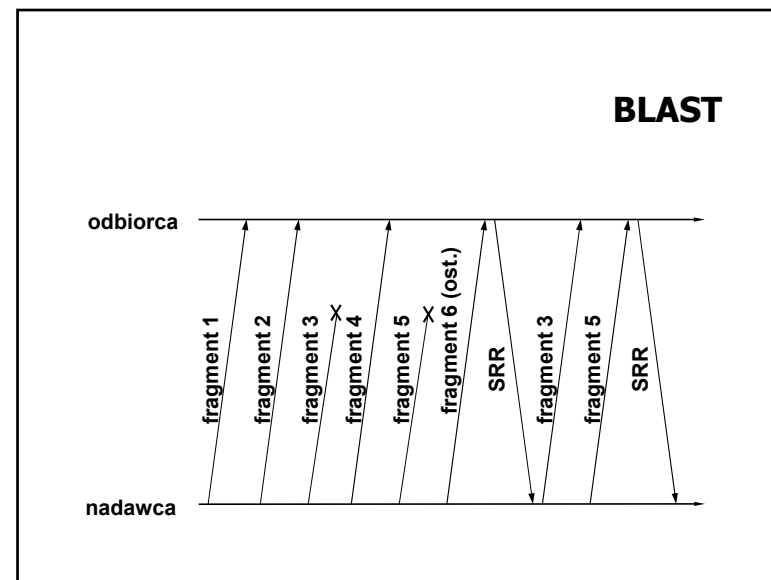 BLAST
odbiorca
fragment 1
fragment 2
fragment 3
fragment 4
fragment 5
fragment 6 (ost.)
SRR
fragment 3
fragment 5
SRR
nadawca